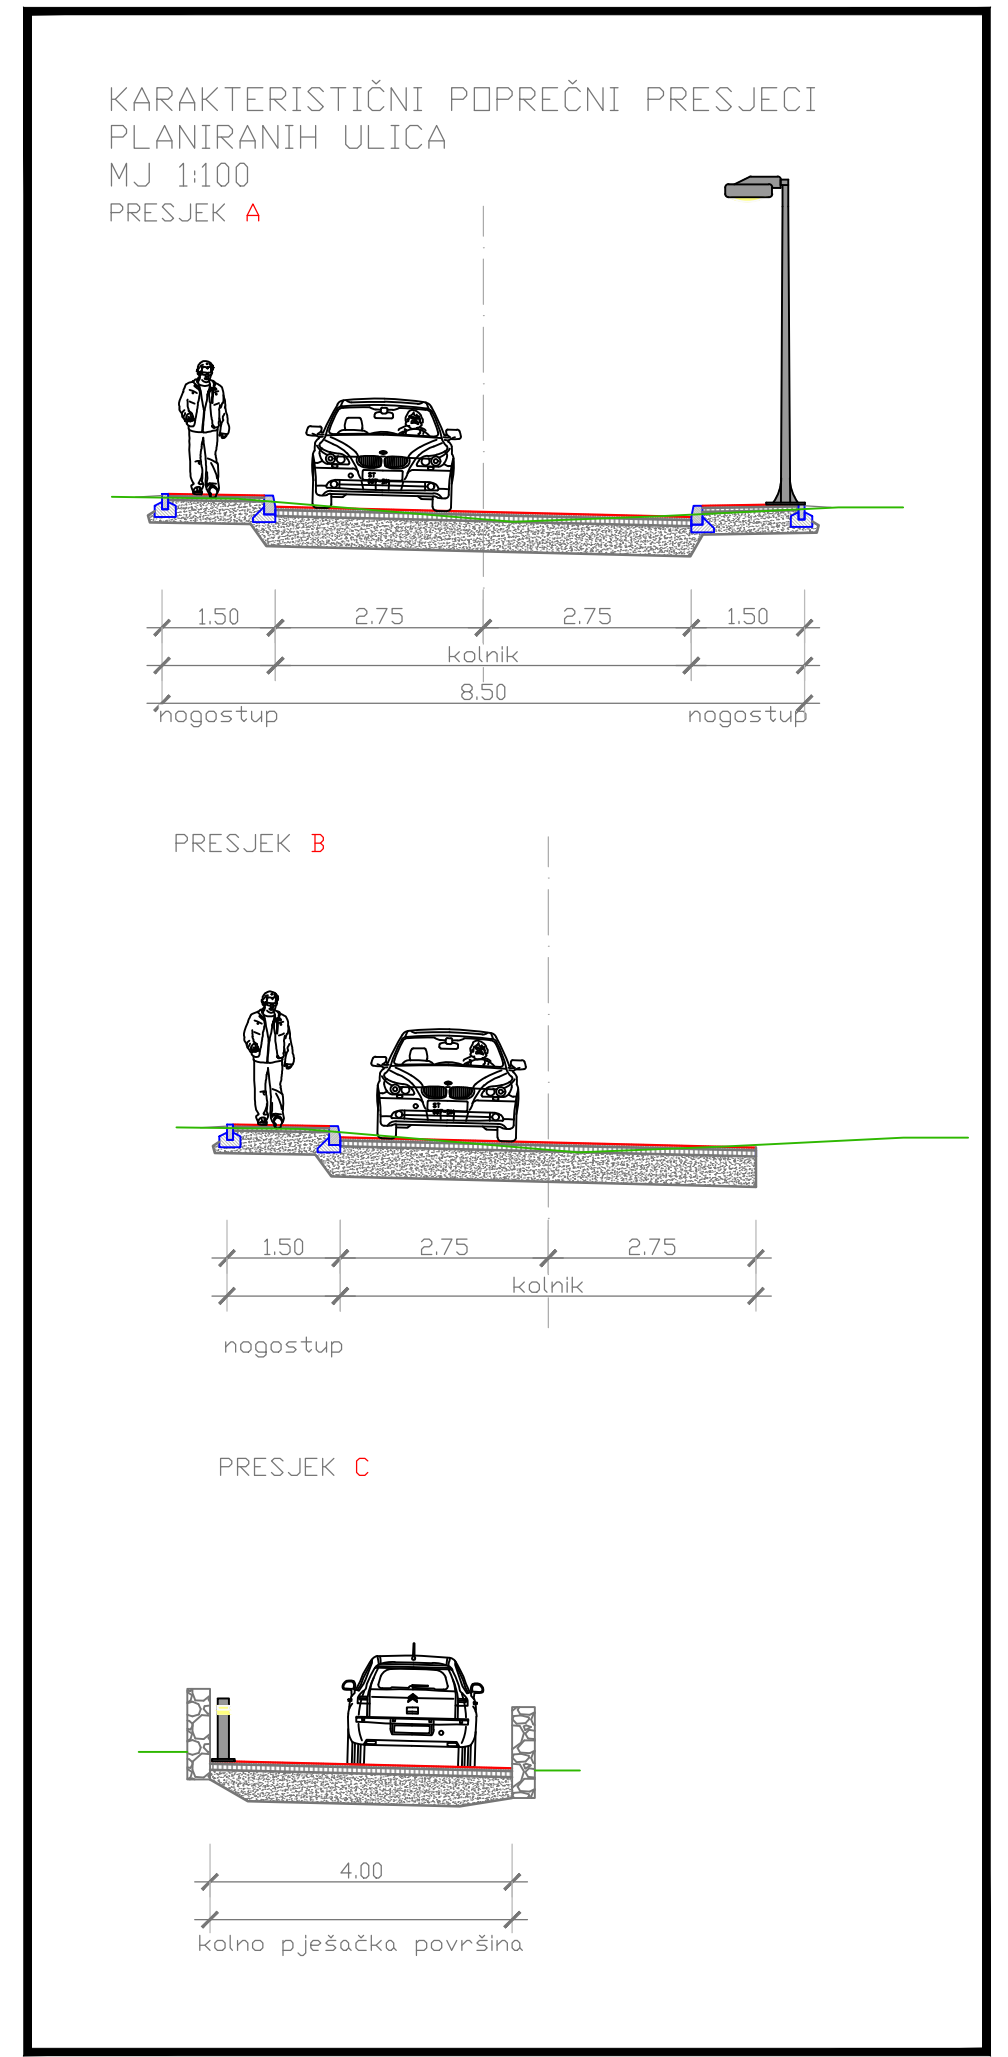 KARAKTERISTIČNI POPREČNI PRESJECI
PLANIRANIH ULICA
MJ 1:100
PRESJEK A
1.50 2.75 2.75 1.50
kolnik
8.50
nogostup nogostup
PRESJEK B
1.50 2.75 2.75
kolnik
nogostup
PRESJEK C
4.00
kolno pješačka površina